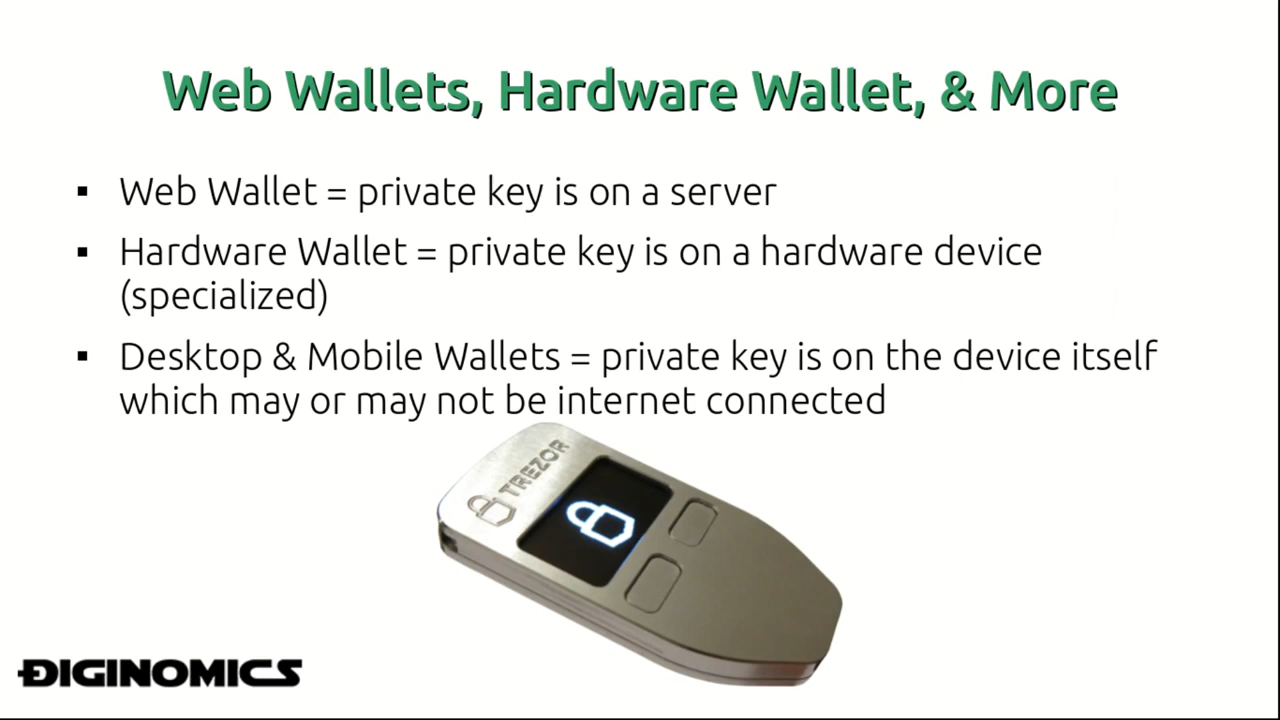 Web Wallets, Hardware Wallet, & More
▪ Web Wallet = private key is on a server
▪ Hardware Wallet = private key is on a hardware device
(specialized)
▪ Desktop & Mobile Wallets = private key is on the device itself
which may or may not be internet connected
TREZOR
DIGINOMICS